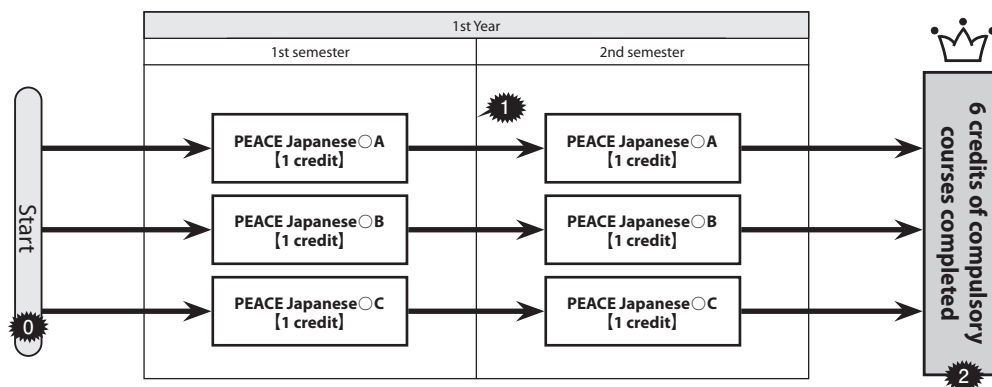 1st Year
1st semester
2nd semester
Start
0
PEACE Japanese○A
【1 credit】
1
PEACE Japanese○A
【1 credit】
PEACE Japanese○B
【1 credit】
PEACE Japanese○B
【1 credit】
PEACE Japanese○C
【1 credit】
PEACE Japanese○C
【1 credit】
6 credits of compulsory
courses completed
2